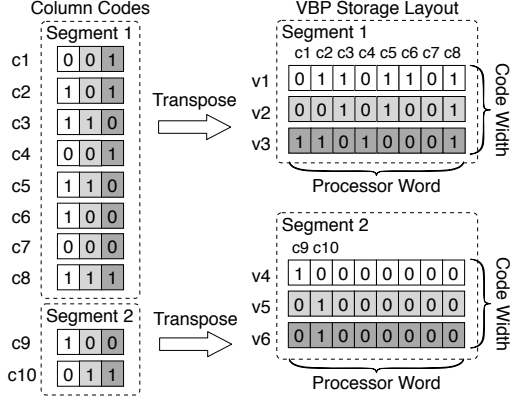 Column Codes
Segment 1
c1 0 0 1
c2 1 0 1
c3 1 1 0
c4 0 0 1
c5 1 1 0
c6 1 0 0
c7 0 0 0
c8 1 1 1
Segment 2
c9 1 0 0
c10 0 1 1
Transpose
Transpose
VBP Storage Layout
Segment 1
c1 c2 c3 c4 c5 c6 c7 c8
v1 0 1 1 0 1 1 0 1
v2 0 0 1 0 1 0 0 1
v3 1 1 0 1 0 0 0 1
Code Width
Processor Word
Segment 2
c9 c10
v4 1 0 0 0 0 0 0 0
v5 0 1 0 0 0 0 0 0
v6 0 1 0 0 0 0 0 0
Code Width
Processor Word